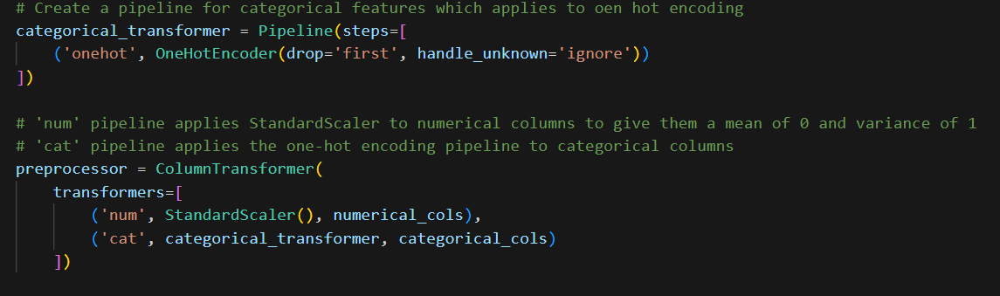 # Create a pipeline for categorical features which applies to oen hot encoding
categorical_transformer = Pipeline(steps=[
    ('onehot', OneHotEncoder(drop='first', handle_unknown='ignore'))
])

# 'num' pipeline applies StandardScaler to numerical columns to give them a mean of 0 and variance of 1
# 'cat' pipeline applies the one-hot encoding pipeline to categorical columns
preprocessor = ColumnTransformer(
    transformers=[
        ('num', StandardScaler(), numerical_cols),
        ('cat', categorical_transformer, categorical_cols)
    ])